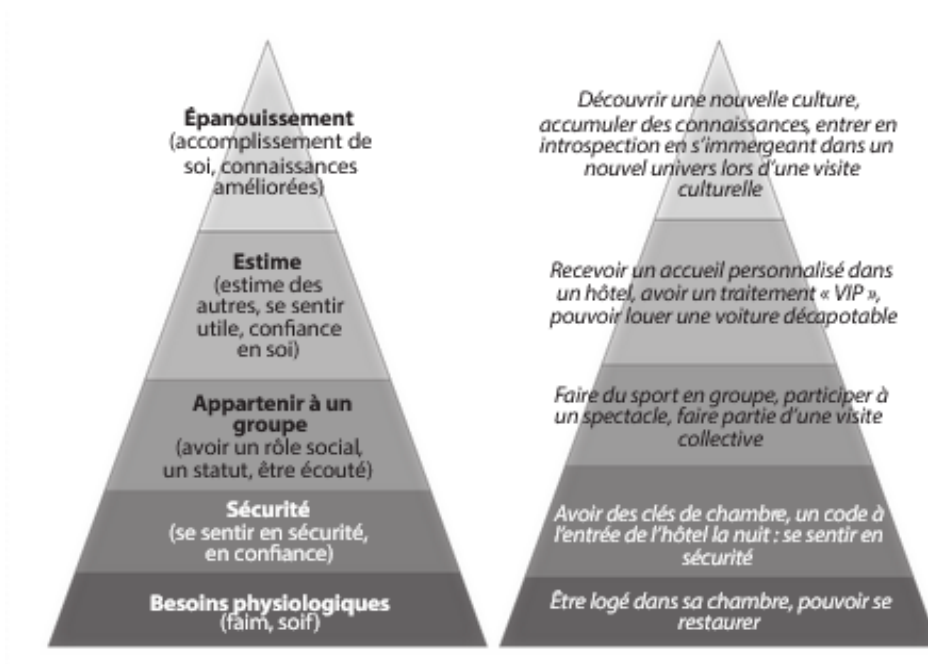 Épanouissement
(accomplissement de
soi, connaissances
améliorées)
Estime
(estime des
autres, se sentir
utile, confiance
en soi)
Appartenir à un
groupe
(avoir un rôle social,
un statut, être écouté)
Sécurité
(se sentir en sécurité,
en confiance)
Besoins physiologiques
(faim, soif)
Découvrir une nouvelle culture,
accumuler des connaissances, entrer en
introspection en s’immergeant dans un
nouvel univers lors d’une visite
culturelle
Recevoir un accueil personnalisé dans
un hôtel, avoir un traitement « VIP »,
pouvoir louer une voiture décapotable
Faire du sport en groupe, participer à
un spectacle, faire partie d’une visite
collective
Avoir des clés de chambre, un code à
l’entrée de l’hôtel la nuit : se sentir en
sécurité
Être logé dans sa chambre, pouvoir se
restaurer